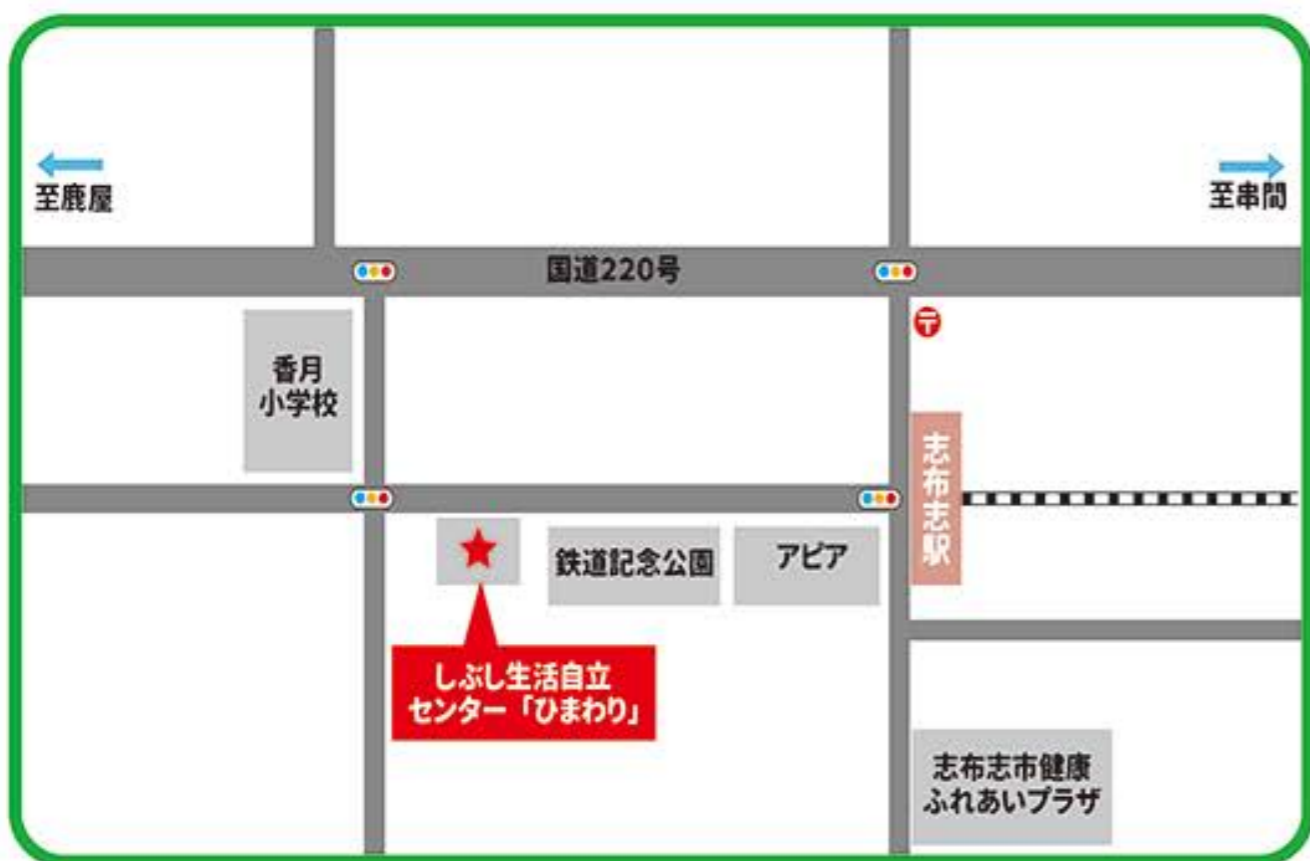 至鹿屋
至串間
国道220号
〒
香月
小学校
志布志駅
鉄道記念公園
アピア
しぶし生活自立
センター「ひまわり」
志布志市健康
ふれあいプラザ